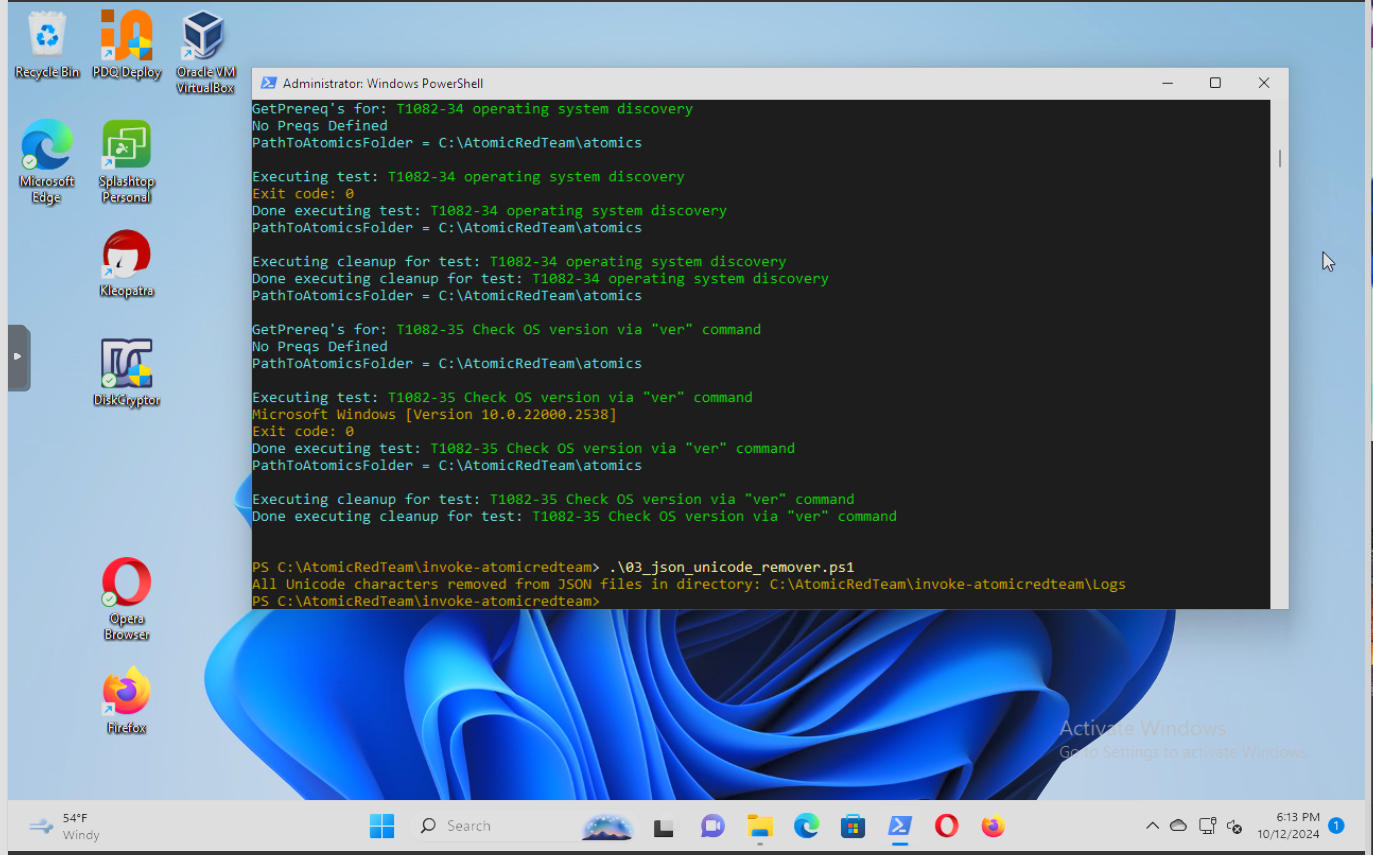 Recycle Bin
PDQ Deploy
Oracle VM
VirtualBox
Microsoft
Edge
Splashtop
Personal
Kleopatra
DiskCryptor
Opera
Browser
Firefox
Administrator: Windows PowerShell
GetPrereq's for: T1082-34 operating system discovery
No Preqs Defined
PathToAtomicsFolder = C:\AtomicRedTeam\atomics
Executing test: T1082-34 operating system discovery
Exit code: 0
Done executing test: T1082-34 operating system discovery
PathToAtomicsFolder = C:\AtomicRedTeam\atomics
Executing cleanup for test: T1082-34 operating system discovery
Done executing cleanup for test: T1082-34 operating system discovery
PathToAtomicsFolder = C:\AtomicRedTeam\atomics
GetPrereq's for: T1082-35 Check OS version via "ver" command
No Preqs Defined
PathToAtomicsFolder = C:\AtomicRedTeam\atomics
Executing test: T1082-35 Check OS version via "ver" command
Microsoft Windows [Version 10.0.22000.2538]
Exit code: 0
Done executing test: T1082-35 Check OS version via "ver" command
PathToAtomicsFolder = C:\AtomicRedTeam\atomics
Executing cleanup for test: T1082-35 Check OS version via "ver" command
Done executing cleanup for test: T1082-35 Check OS version via "ver" command
PS C:\AtomicRedTeam\invoke-atomicredteam> .\03_json_unicode_remover.ps1
All Unicode characters removed from JSON files in directory: C:\AtomicRedTeam\invoke-atomicredteam\Logs
PS C:\AtomicRedTeam\invoke-atomicredteam>
Activate Windows
Go to Settings to activate Windows.
54°F
Windy
Search
6:13 PM
10/12/2024
1